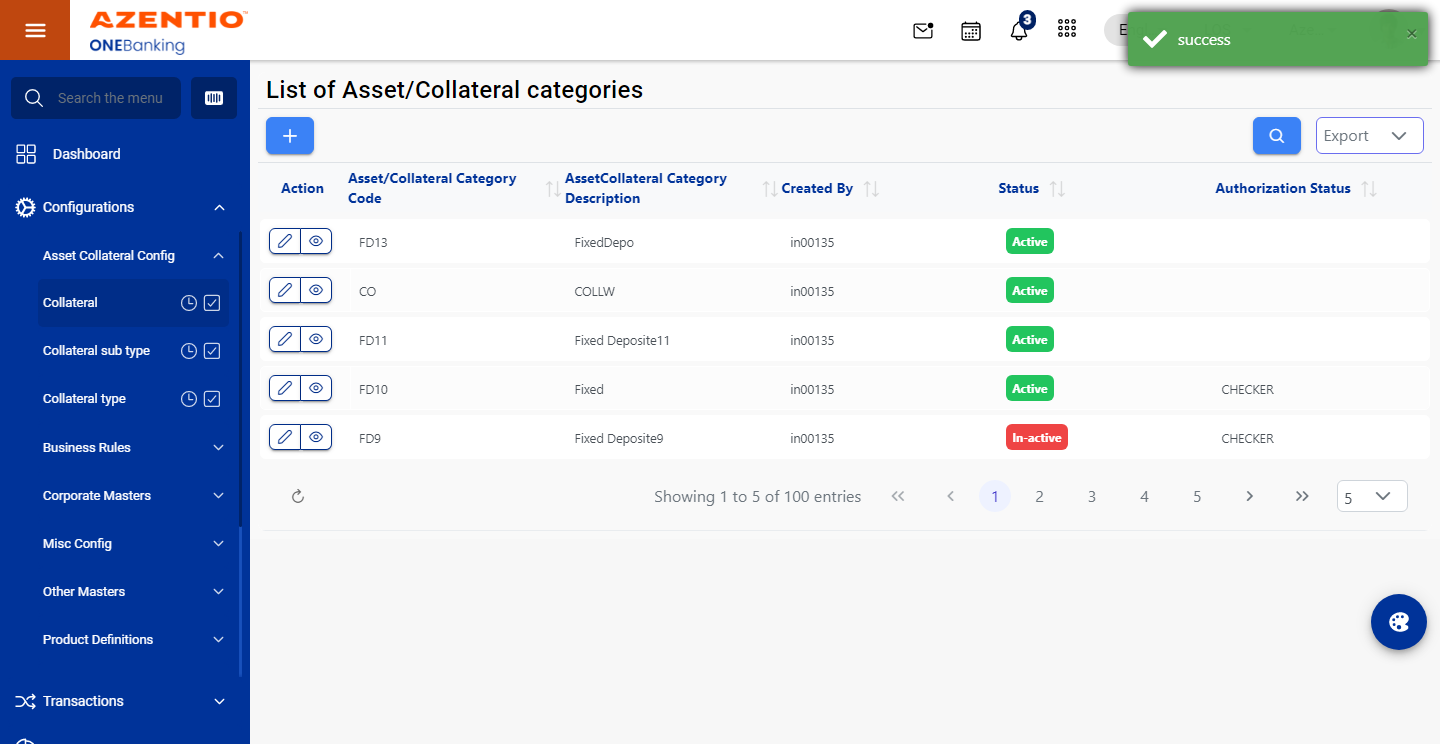 AZENTIO™
ONEBanking
3
success
×
Search the menu
Dashboard
Configurations
Asset Collateral Config
Collateral
Collateral sub type
Collateral type
Business Rules
Corporate Masters
Misc Config
Other Masters
Product Definitions
Transactions
List of Asset/Collateral categories
Export
Action
Asset/Collateral Category
Code
AssetCollateral Category
Description
Created By
Status
Authorization Status
FD13 FixedDepo in00135 Active
CO COLLW in00135 Active
FD11 Fixed Deposite11 in00135 Active
FD10 Fixed in00135 Active CHECKER
FD9 Fixed Deposite9 in00135 In-active CHECKER
Showing 1 to 5 of 100 entries
1 2 3 4 5
5